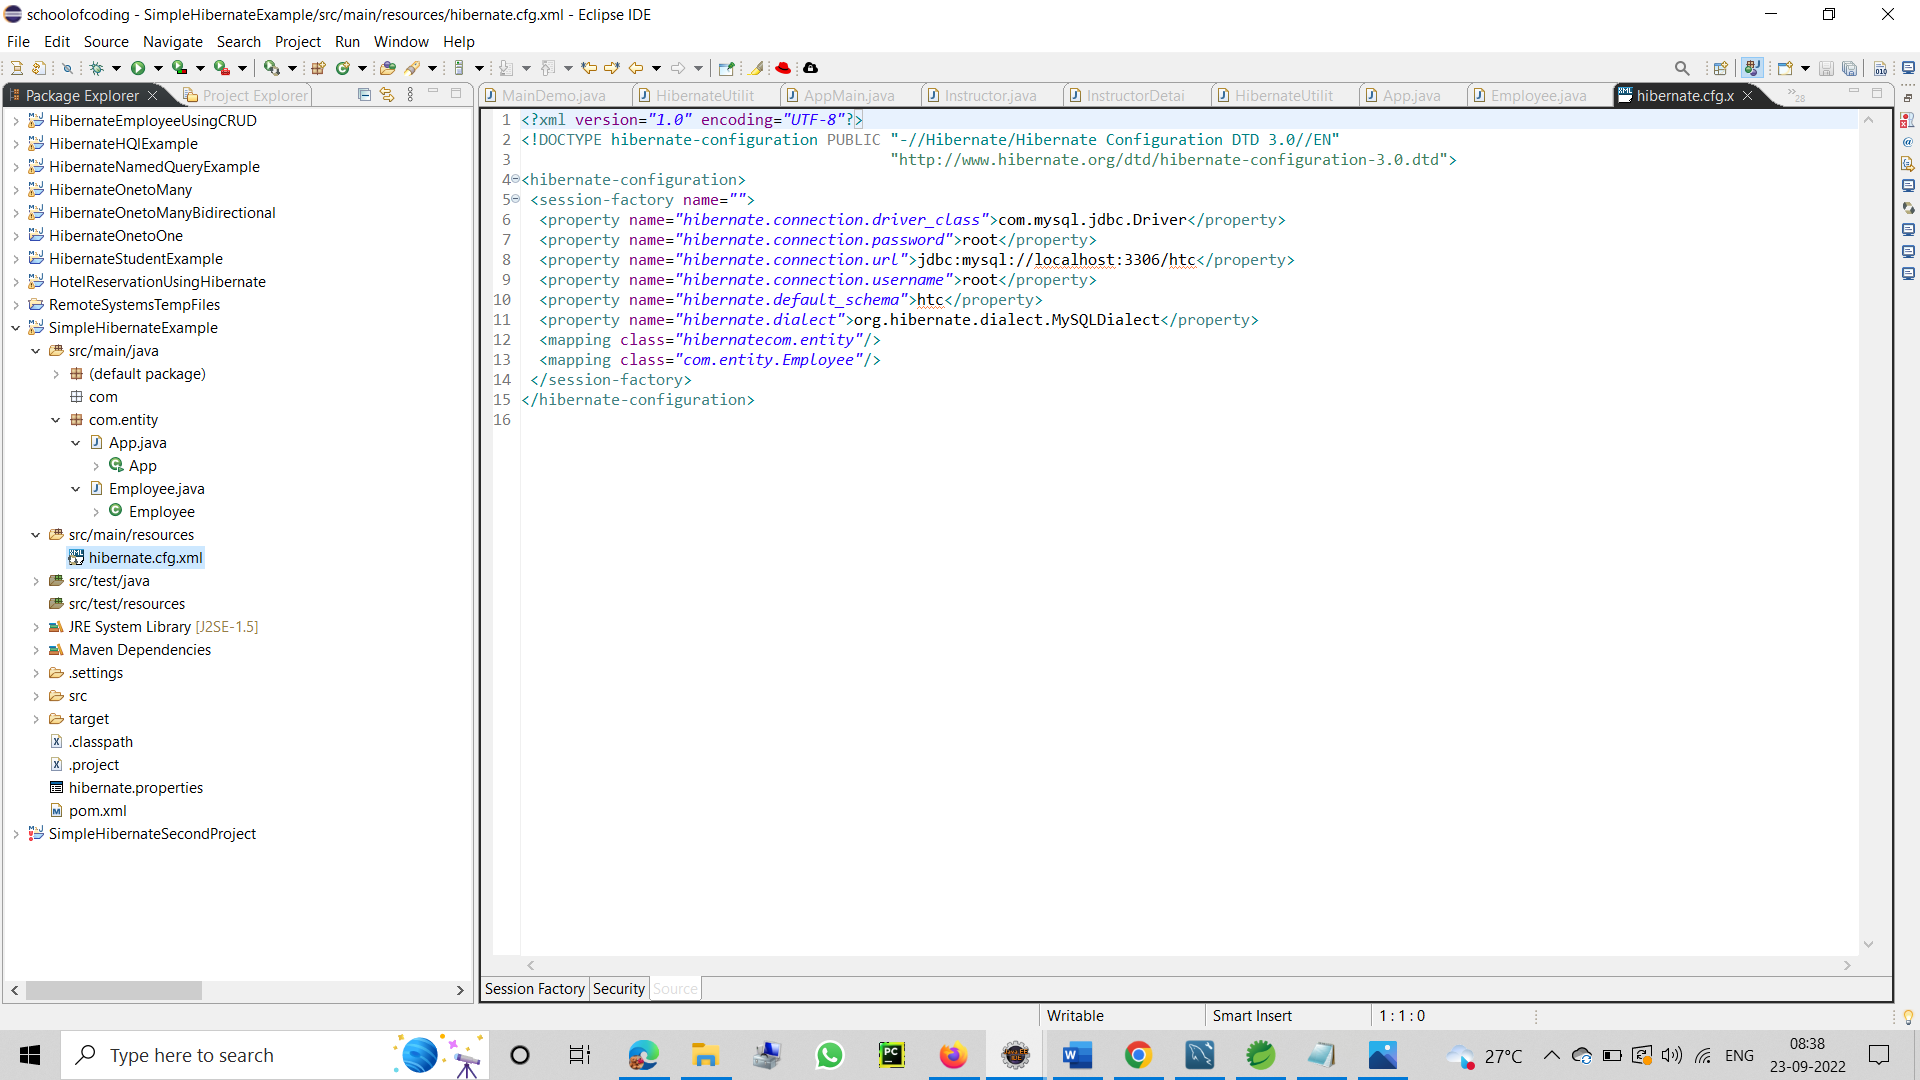 schoolofcoding - SimpleHibernateExample/src/main/resources/hibernate.cfg.xml - Eclipse IDE
File Edit Source Navigate Search Project Run Window Help
Package Explorer Project Explorer
MainDemo.java HibernateUtilit AppMain.java Instructor.java InstructorDetai HibernateUtilit App.java Employee.java hibernate.cfg.x 28
HibernateEmployeeUsingCRUD
HibernateHQlExample
HibernateNamedQueryExample
HibernateOnetoMany
HibernateOnetoManyBidirectional
HibernateOnetoOne
HibernateStudentExample
HotelReservationUsingHibernate
RemoteSystemsTempFiles
SimpleHibernateExample
src/main/java
(default package)
com
com.entity
App.java
App
Employee.java
Employee
src/main/resources
hibernate.cfg.xml
src/test/java
src/test/resources
JRE System Library [J2SE-1.5]
Maven Dependencies
.settings
src
target
.classpath
.project
hibernate.properties
pom.xml
SimpleHibernateSecondProject
1 <?xml version="1.0" encoding="UTF-8"?>
2 <!DOCTYPE hibernate-configuration PUBLIC "-//Hibernate/Hibernate Configuration DTD 3.0//EN"
3 "http://www.hibernate.org/dtd/hibernate-configuration-3.0.dtd">
4 <hibernate-configuration>
5 <session-factory name="">
6 <property name="hibernate.connection.driver_class">com.mysql.jdbc.Driver</property>
7 <property name="hibernate.connection.password">root</property>
8 <property name="hibernate.connection.url">jdbc:mysql://localhost:3306/htc</property>
9 <property name="hibernate.connection.username">root</property>
10 <property name="hibernate.default_schema">htc</property>
11 <property name="hibernate.dialect">org.hibernate.dialect.MySQLDialect</property>
12 <mapping class="hibernatecom.entity"/>
13 <mapping class="com.entity.Employee"/>
14 </session-factory>
15 </hibernate-configuration>
16
Session Factory Security Source
Writable Smart Insert 1 : 1 : 0
Type here to search
27°C ENG 08:38
23-09-2022